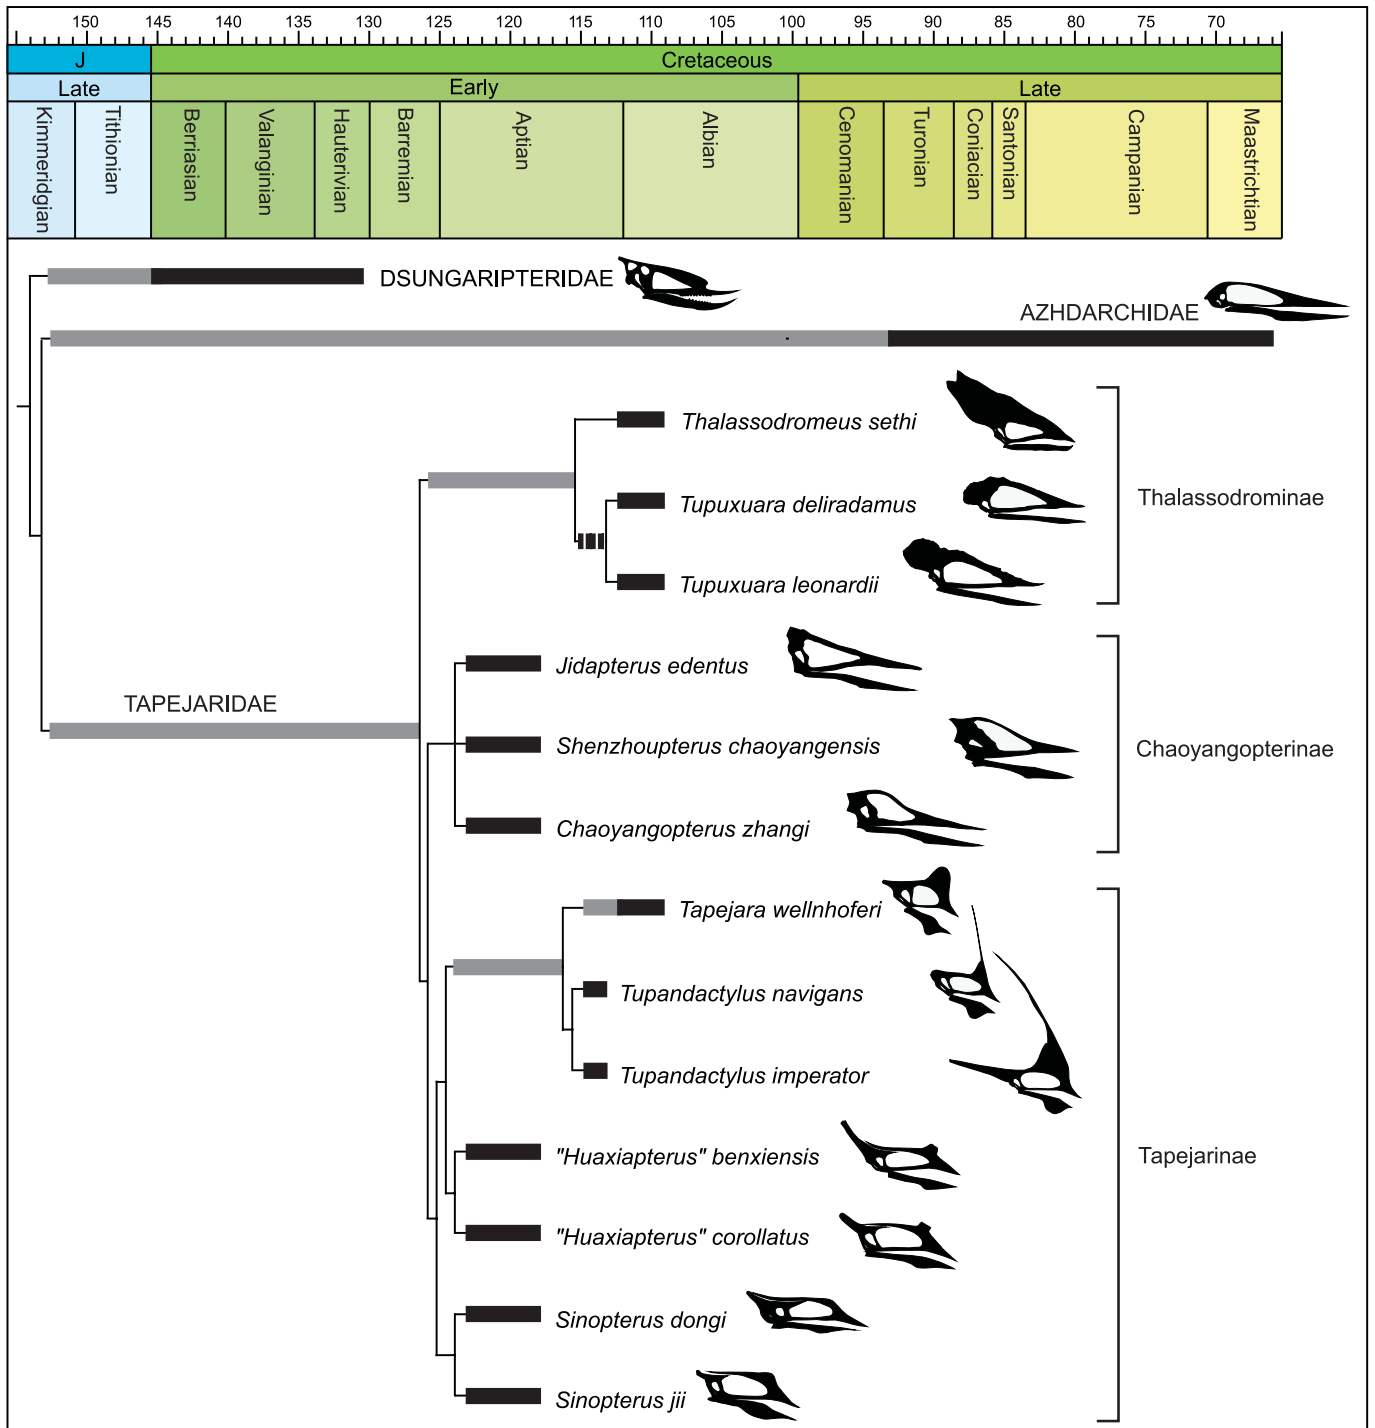 150 145 140 135 130 125 120 115 110 105 100 95 90 85 80 75 70
J Cretaceous
Late Early Late
Kimmeridgian Tithionian Berriasian Valanginian Hauterivian Barremian Aptian Albian Cenomanian Turonian Coniacian Santonian Campanian Maastrichtian
DSUNGARIPTERIDAE
AZHDARCHIDAE
Thalassodromeus sethi
Tupuxuara deliradamus
Thalassodrominae
Tupuxuara leonardii
Jidapterus edentus
TAPEJARIDAE
Shenzhoupterus chaoyangensis
Chaoyangopterinae
Chaoyangopterus zhangi
Tapejara wellnhoferi
Tupandactylus navigans
Tupandactylus imperator
"Huaxiapterus" benxiensis
Tapejarinae
"Huaxiapterus" corollatus
Sinopterus dongi
Sinopterus jii